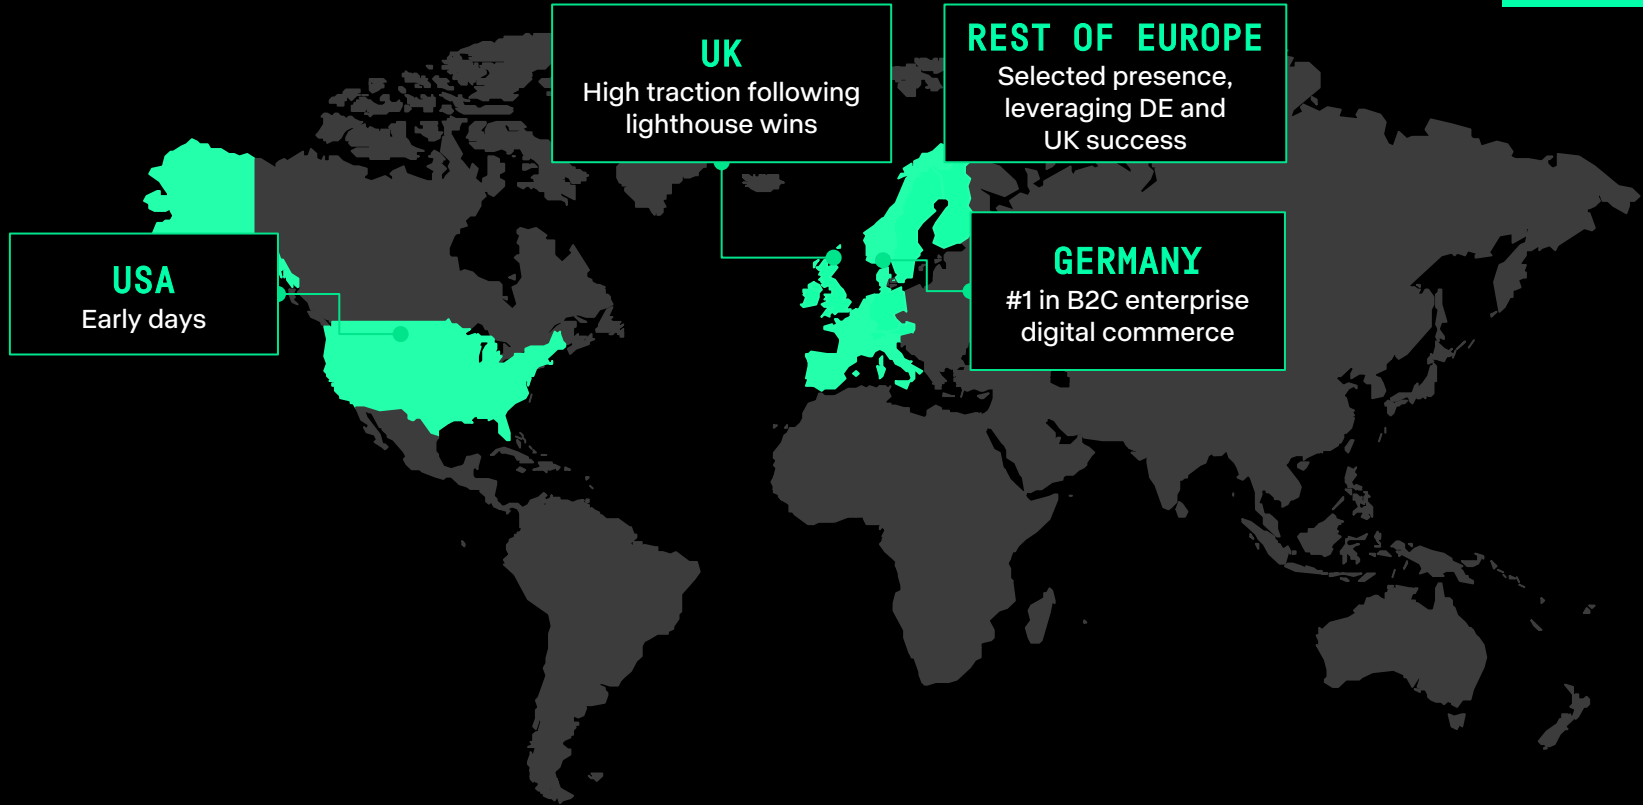 UK
High traction following
lighthouse wins
REST OF EUROPE
Selected presence,
leveraging DE and
UK success
USA
Early days
GERMANY
#1 in B2C enterprise
digital commerce